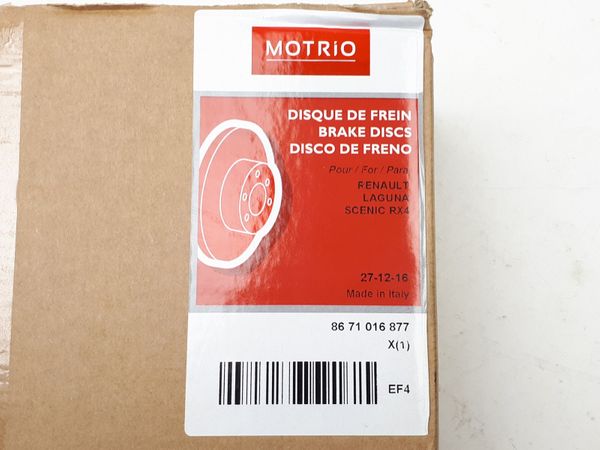 MOTRiO
DISQUE DE FREIN
BRAKE DISCS
DISCO DE FRENO
Pour / For / Para
RENAULT
LAGUNA
SCENIC RX4
27-12-16
Made in Italy
86 71 016 877
X(1)
EF4